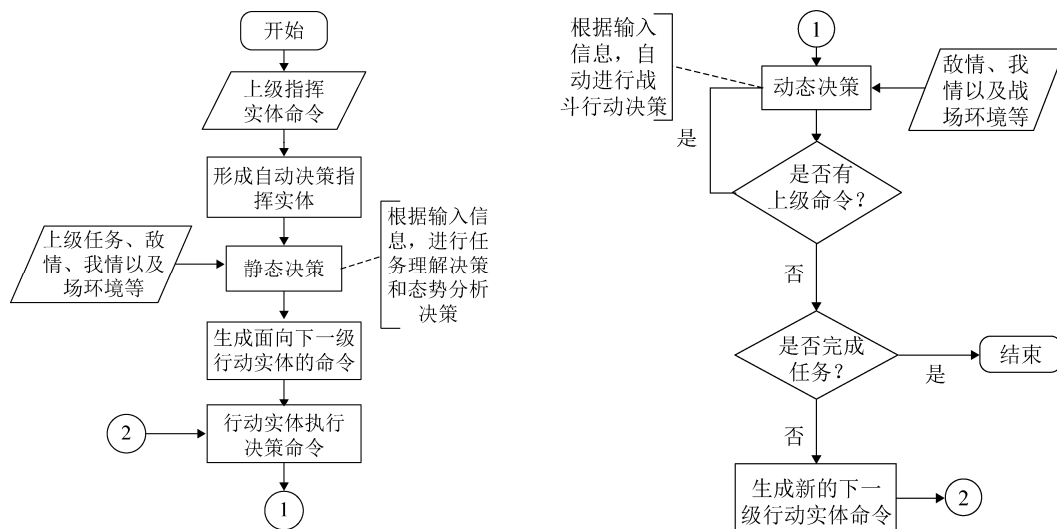 开始
上级指挥
实体命令
形成自动决策指
挥实体
上级任务、敌
情、我情以及
场环境等
静态决策
根据输入信
息，进行任
务理解决策
和态势分析
决策
生成面向下一级
行动实体的命令
2
行动实体执行
决策命令
1
1
根据输入
信息，自
动进行战
斗行动决策
动态决策
敌情、我
情以及战
场环境等
是
是否有
上级命令？
否
是否完成
任务？
是
结束
否
生成新的下一
级行动实体命令
2